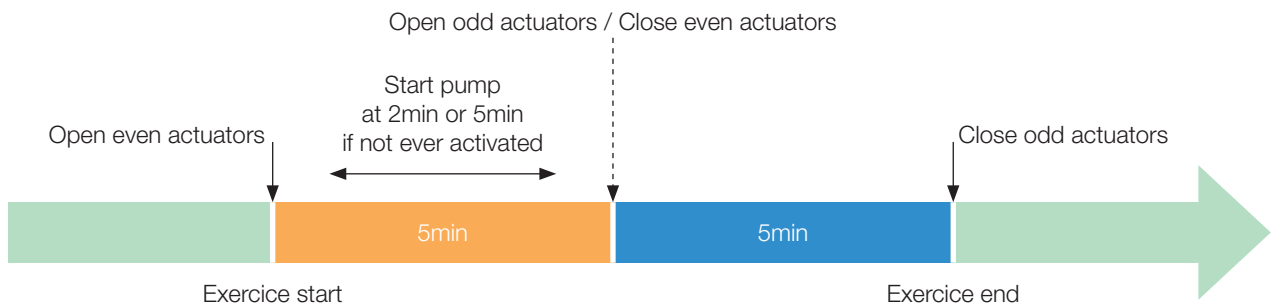 Open odd actuators / Close even actuators
Start pump
at 2min or 5min
if not ever activated
Open even actuators
Close odd actuators
5min
5min
Exercice start
Exercice end